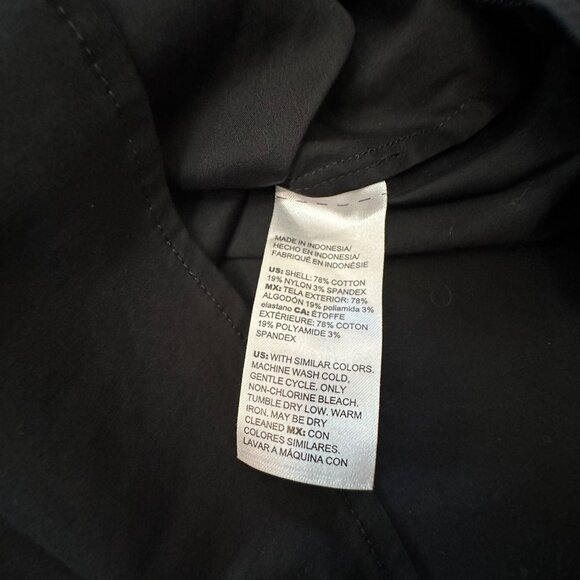 MADE IN INDONESIA/
HECHO EN INDONESIA/
FABRIQUÉ EN INDONÉSIE
US: SHELL: 78% COTTON
19% NYLON 3% SPANDEX
MX: TELA EXTERIOR: 78%
ALGODÓN 19% poliamida 3%
elastano CA: ÉTOFFE
EXTÉRIEURE: 78% COTON
19% POLYAMIDE 3%
SPANDEX
US: WITH SIMILAR COLORS.
MACHINE WASH COLD,
GENTLE CYCLE. ONLY
NON-CHLORINE BLEACH.
TUMBLE DRY LOW. WARM
IRON. MAY BE DRY
CLEANED MX: CON
COLORES SIMILARES.
LAVAR A MÁQUINA CON